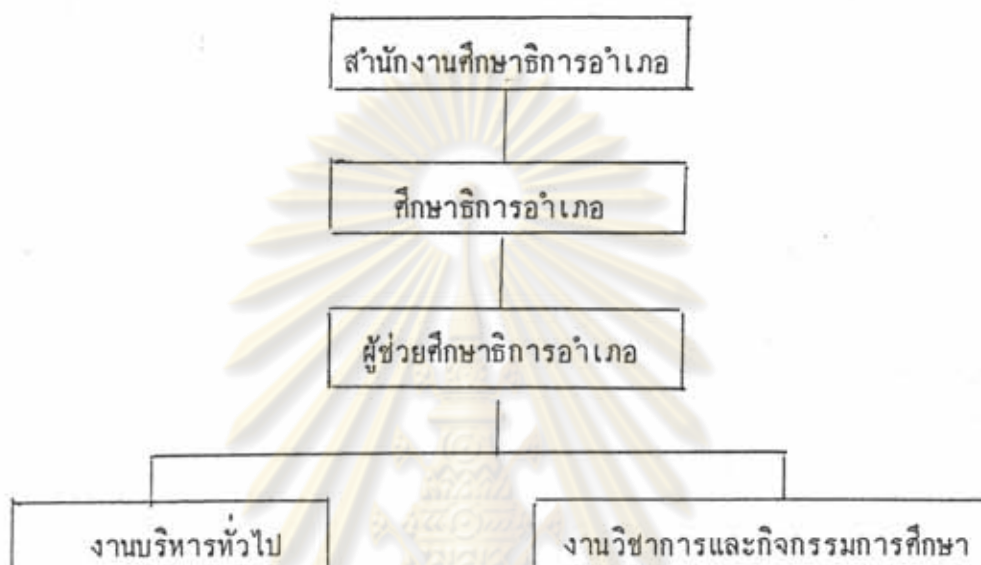 สำนักงานศึกษาธิการอำเภอ
ศึกษาธิการอำเภอ
ผู้ช่วยศึกษาธิการอำเภอ
งานบริหารทั่วไป
งานวิชาการและกิจกรรมการศึกษา